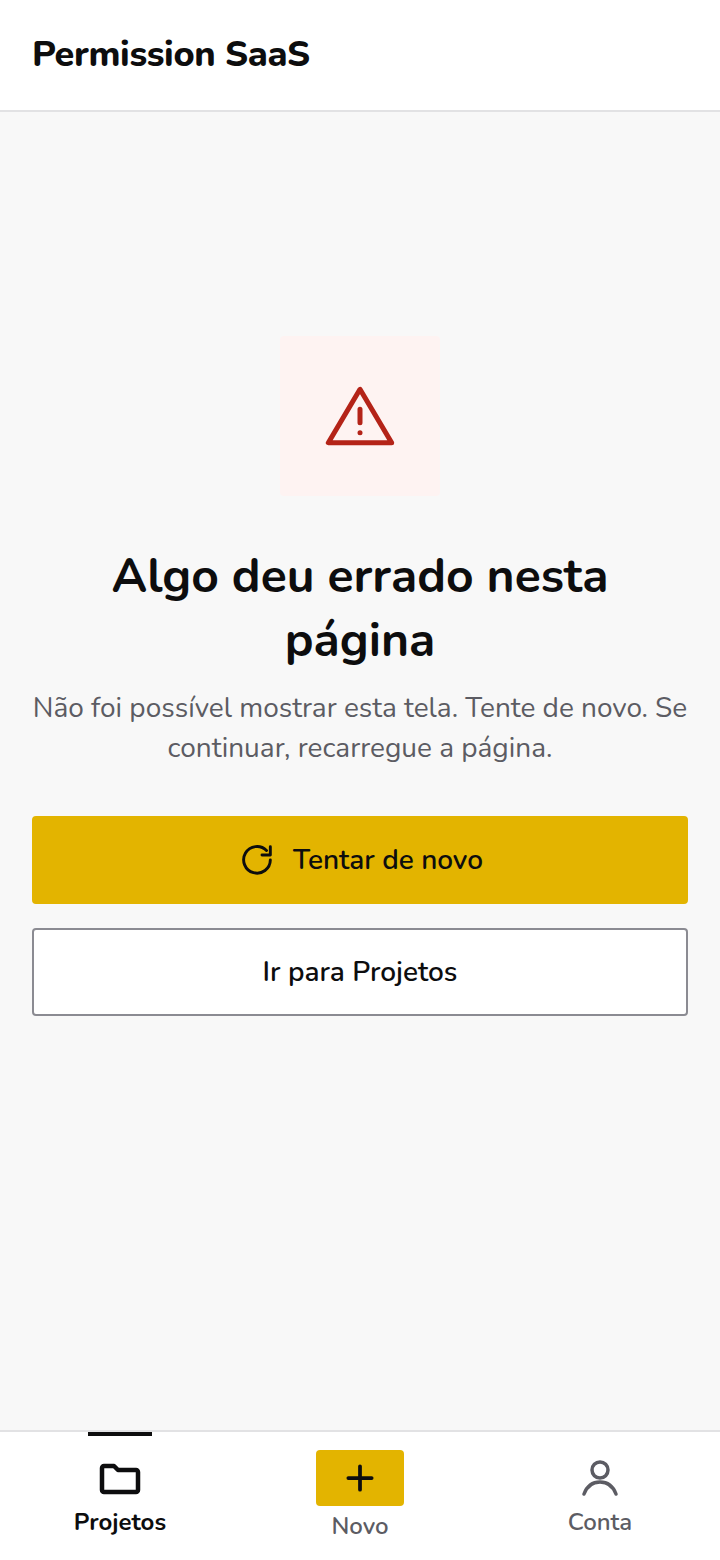 Permission SaaS
Algo deu errado nesta
página
Não foi possível mostrar esta tela. Tente de novo. Se
continuar, recarregue a página.
Tentar de novo
Ir para Projetos
Projetos
Novo
Conta